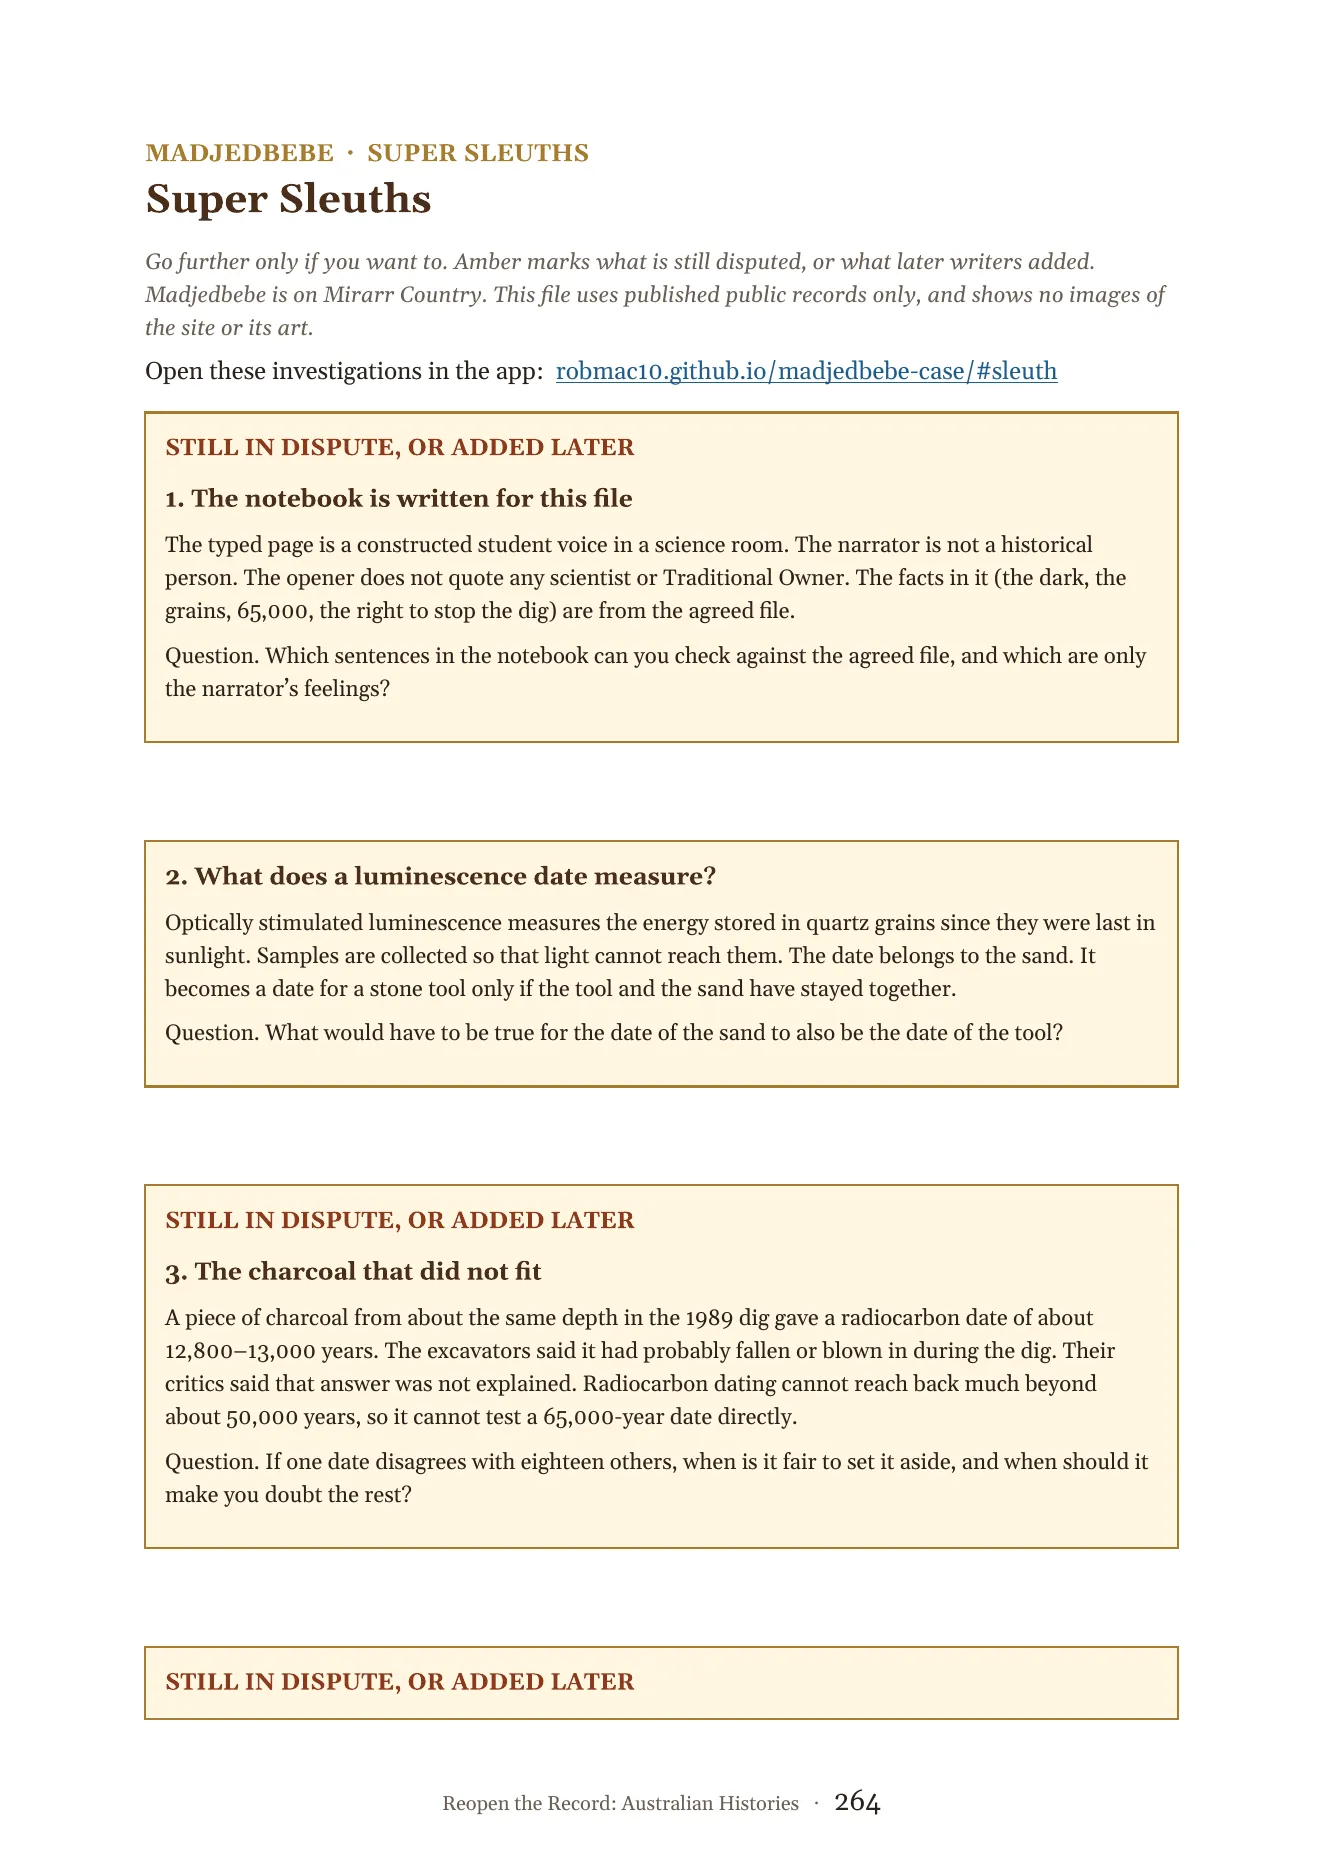 MADJEDBEBE · SUPER SLEUTHS
Super Sleuths
Go further only if you want to. Amber marks what is still disputed, or what later writers added.
Madjedbebe is on Mirarr Country. This file uses published public records only, and shows no images of
the site or its art.
Open these investigations in the app: robmac10.github.io/madjedbebe-case/#sleuth
STILL IN DISPUTE, OR ADDED LATER
1. The notebook is written for this file
The typed page is a constructed student voice in a science room. The narrator is not a historical
person. The opener does not quote any scientist or Traditional Owner. The facts in it (the dark, the
grains, 65,000, the right to stop the dig) are from the agreed file.
Question. Which sentences in the notebook can you check against the agreed file, and which are only
the narrator’s feelings?
2. What does a luminescence date measure?
Optically stimulated luminescence measures the energy stored in quartz grains since they were last in
sunlight. Samples are collected so that light cannot reach them. The date belongs to the sand. It
becomes a date for a stone tool only if the tool and the sand have stayed together.
Question. What would have to be true for the date of the sand to also be the date of the tool?
STILL IN DISPUTE, OR ADDED LATER
3. The charcoal that did not fit
A piece of charcoal from about the same depth in the 1989 dig gave a radiocarbon date of about
12,800–13,000 years. The excavators said it had probably fallen or blown in during the dig. Their
critics said that answer was not explained. Radiocarbon dating cannot reach back much beyond
about 50,000 years, so it cannot test a 65,000-year date directly.
Question. If one date disagrees with eighteen others, when is it fair to set it aside, and when should it
make you doubt the rest?
STILL IN DISPUTE, OR ADDED LATER
Reopen the Record: Australian Histories · 264